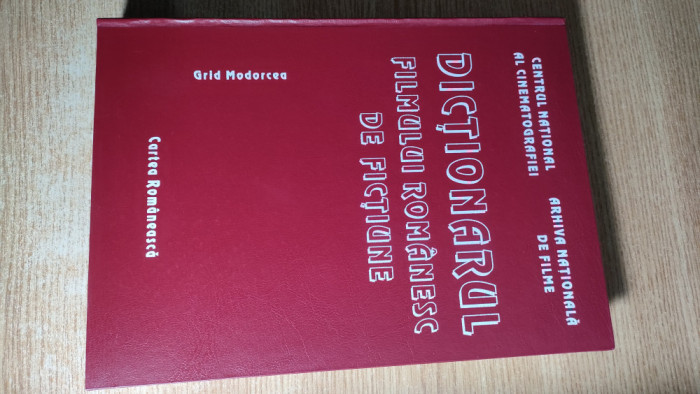 CENTRUL NAȚIONAL
AL CINEMATOGRAFIEI
ARHIVA NAȚIONALĂ
DE FILME
DICȚIONARUL
FILMULUI ROMÂNESC
DE FICȚIUNE
Grid Modorcea
Cartea Românească